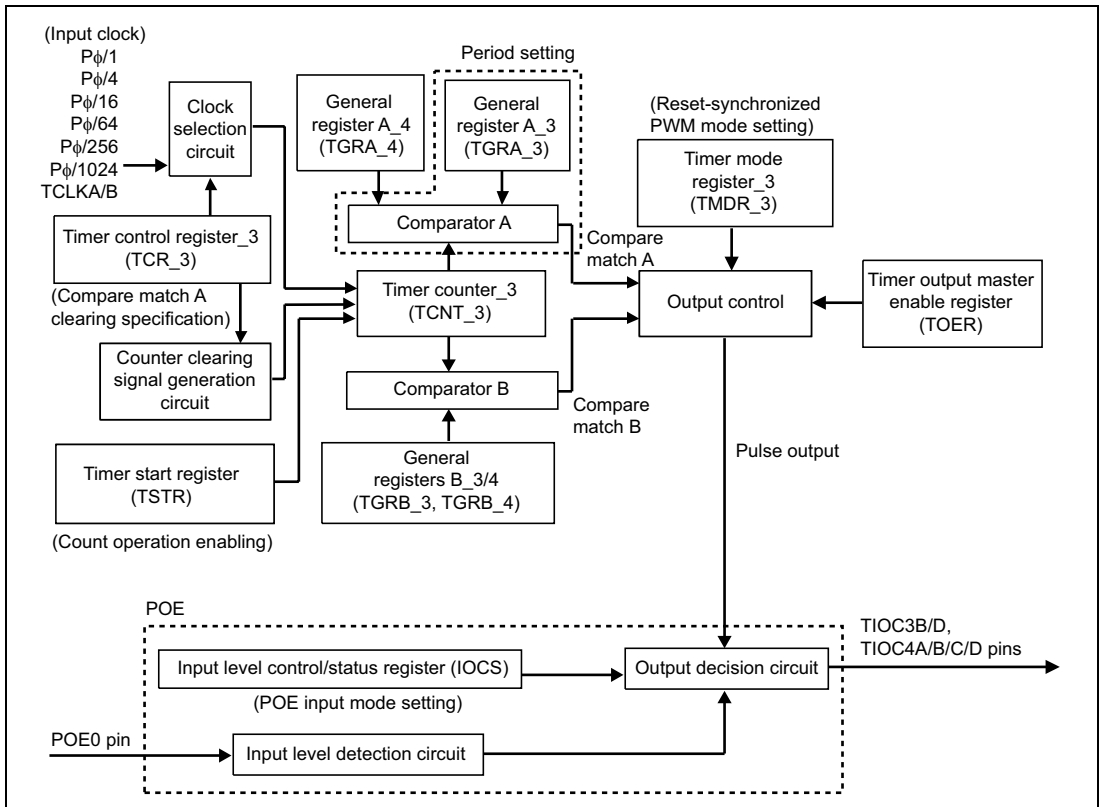 (Input clock)
Pϕ/1
Pϕ/4
Pϕ/16
Pϕ/64
Pϕ/256
Pϕ/1024
TCLKA/B
Clock
selection
circuit
Timer control register_3
(TCR_3)
(Compare match A
clearing specification)
Counter clearing
signal generation
circuit
Timer start register
(TSTR)
(Count operation enabling)
Period setting
General
register A_4
(TGRA_4)
General
register A_3
(TGRA_3)
Comparator A
Timer counter_3
(TCNT_3)
Comparator B
General
registers B_3/4
(TGRB_3, TGRB_4)
Compare
match A
Compare
match B
(Reset-synchronized
PWM mode setting)
Timer mode
register_3
(TMDR_3)
Output control
Timer output master
enable register
(TOER)
Pulse output
POE
Input level control/status register (IOCS)
(POE input mode setting)
Output decision circuit
TIOC3B/D,
TIOC4A/B/C/D pins
POE0 pin
Input level detection circuit